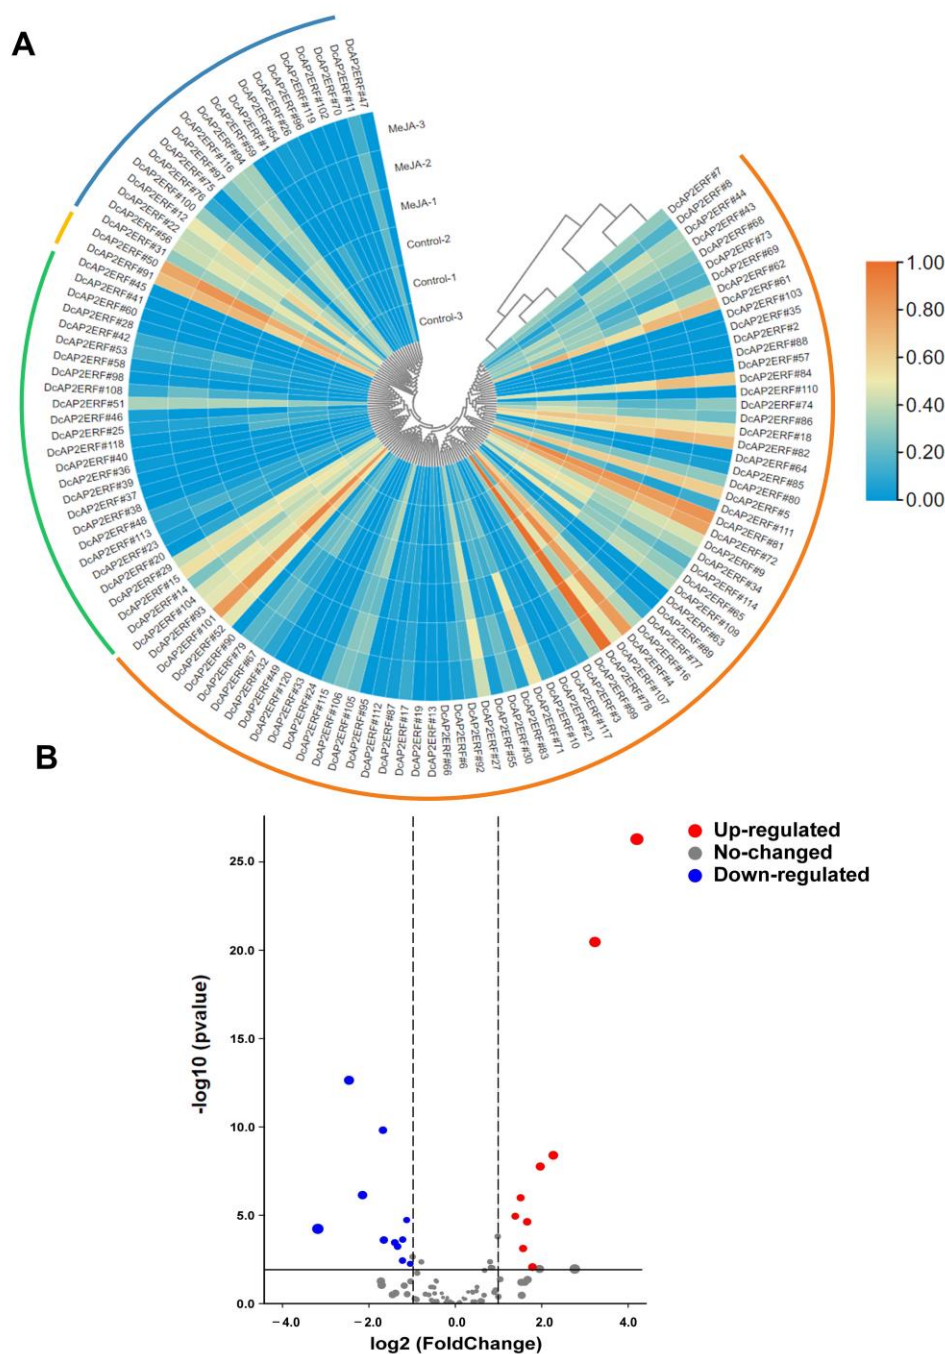 A
DcAP2ERF#47
DcAP2ERF#11
DcAP2ERF#70
DcAP2ERF#102
DcAP2ERF#119
DcAP2ERF#96
DcAP2ERF#26
DcAP2ERF#1
DcAP2ERF#54
DcAP2ERF#59
DcAP2ERF#94
DcAP2ERF#116
DcAP2ERF#97
DcAP2ERF#75
DcAP2ERF#76
DcAP2ERF#100
DcAP2ERF#12
DcAP2ERF#22
DcAP2ERF#56
DcAP2ERF#31
DcAP2ERF#50
DcAP2ERF#91
DcAP2ERF#45
DcAP2ERF#41
DcAP2ERF#60
DcAP2ERF#28
DcAP2ERF#42
DcAP2ERF#53
DcAP2ERF#58
DcAP2ERF#98
DcAP2ERF#108
DcAP2ERF#51
DcAP2ERF#46
DcAP2ERF#25
DcAP2ERF#118
DcAP2ERF#40
DcAP2ERF#36
DcAP2ERF#39
DcAP2ERF#37
DcAP2ERF#38
DcAP2ERF#48
DcAP2ERF#113
DcAP2ERF#23
DcAP2ERF#20
DcAP2ERF#29
DcAP2ERF#15
DcAP2ERF#14
DcAP2ERF#104
DcAP2ERF#93
DcAP2ERF#101
DcAP2ERF#52
DcAP2ERF#90
DcAP2ERF#79
DcAP2ERF#67
DcAP2ERF#32
DcAP2ERF#49
DcAP2ERF#120
DcAP2ERF#33
DcAP2ERF#24
DcAP2ERF#115
DcAP2ERF#106
DcAP2ERF#105
DcAP2ERF#95
DcAP2ERF#112
DcAP2ERF#87
DcAP2ERF#17
DcAP2ERF#19
DcAP2ERF#13
DcAP2ERF#66
DcAP2ERF#6
DcAP2ERF#92
DcAP2ERF#27
DcAP2ERF#55
DcAP2ERF#30
DcAP2ERF#83
DcAP2ERF#71
DcAP2ERF#10
DcAP2ERF#21
DcAP2ERF#117
DcAP2ERF#3
DcAP2ERF#99
DcAP2ERF#78
DcAP2ERF#107
DcAP2ERF#4
DcAP2ERF#16
DcAP2ERF#77
DcAP2ERF#89
DcAP2ERF#63
DcAP2ERF#109
DcAP2ERF#65
DcAP2ERF#114
DcAP2ERF#34
DcAP2ERF#9
DcAP2ERF#72
DcAP2ERF#81
DcAP2ERF#111
DcAP2ERF#5
DcAP2ERF#80
DcAP2ERF#85
DcAP2ERF#64
DcAP2ERF#82
DcAP2ERF#18
DcAP2ERF#86
DcAP2ERF#74
DcAP2ERF#110
DcAP2ERF#84
DcAP2ERF#57
DcAP2ERF#88
DcAP2ERF#2
DcAP2ERF#35
DcAP2ERF#103
DcAP2ERF#61
DcAP2ERF#62
DcAP2ERF#69
DcAP2ERF#73
DcAP2ERF#68
DcAP2ERF#43
DcAP2ERF#44
DcAP2ERF#8
DcAP2ERF#7
MeJA-3
MeJA-2
MeJA-1
Control-2
Control-1
Control-3
1.00
0.80
0.60
0.40
0.20
0.00
B
Up-regulated
No-changed
Down-regulated
25.0
20.0
15.0
10.0
5.0
0.0
-log10 (pvalue)
−4.0 −2.0 0.0 2.0 4.0
log2 (FoldChange)